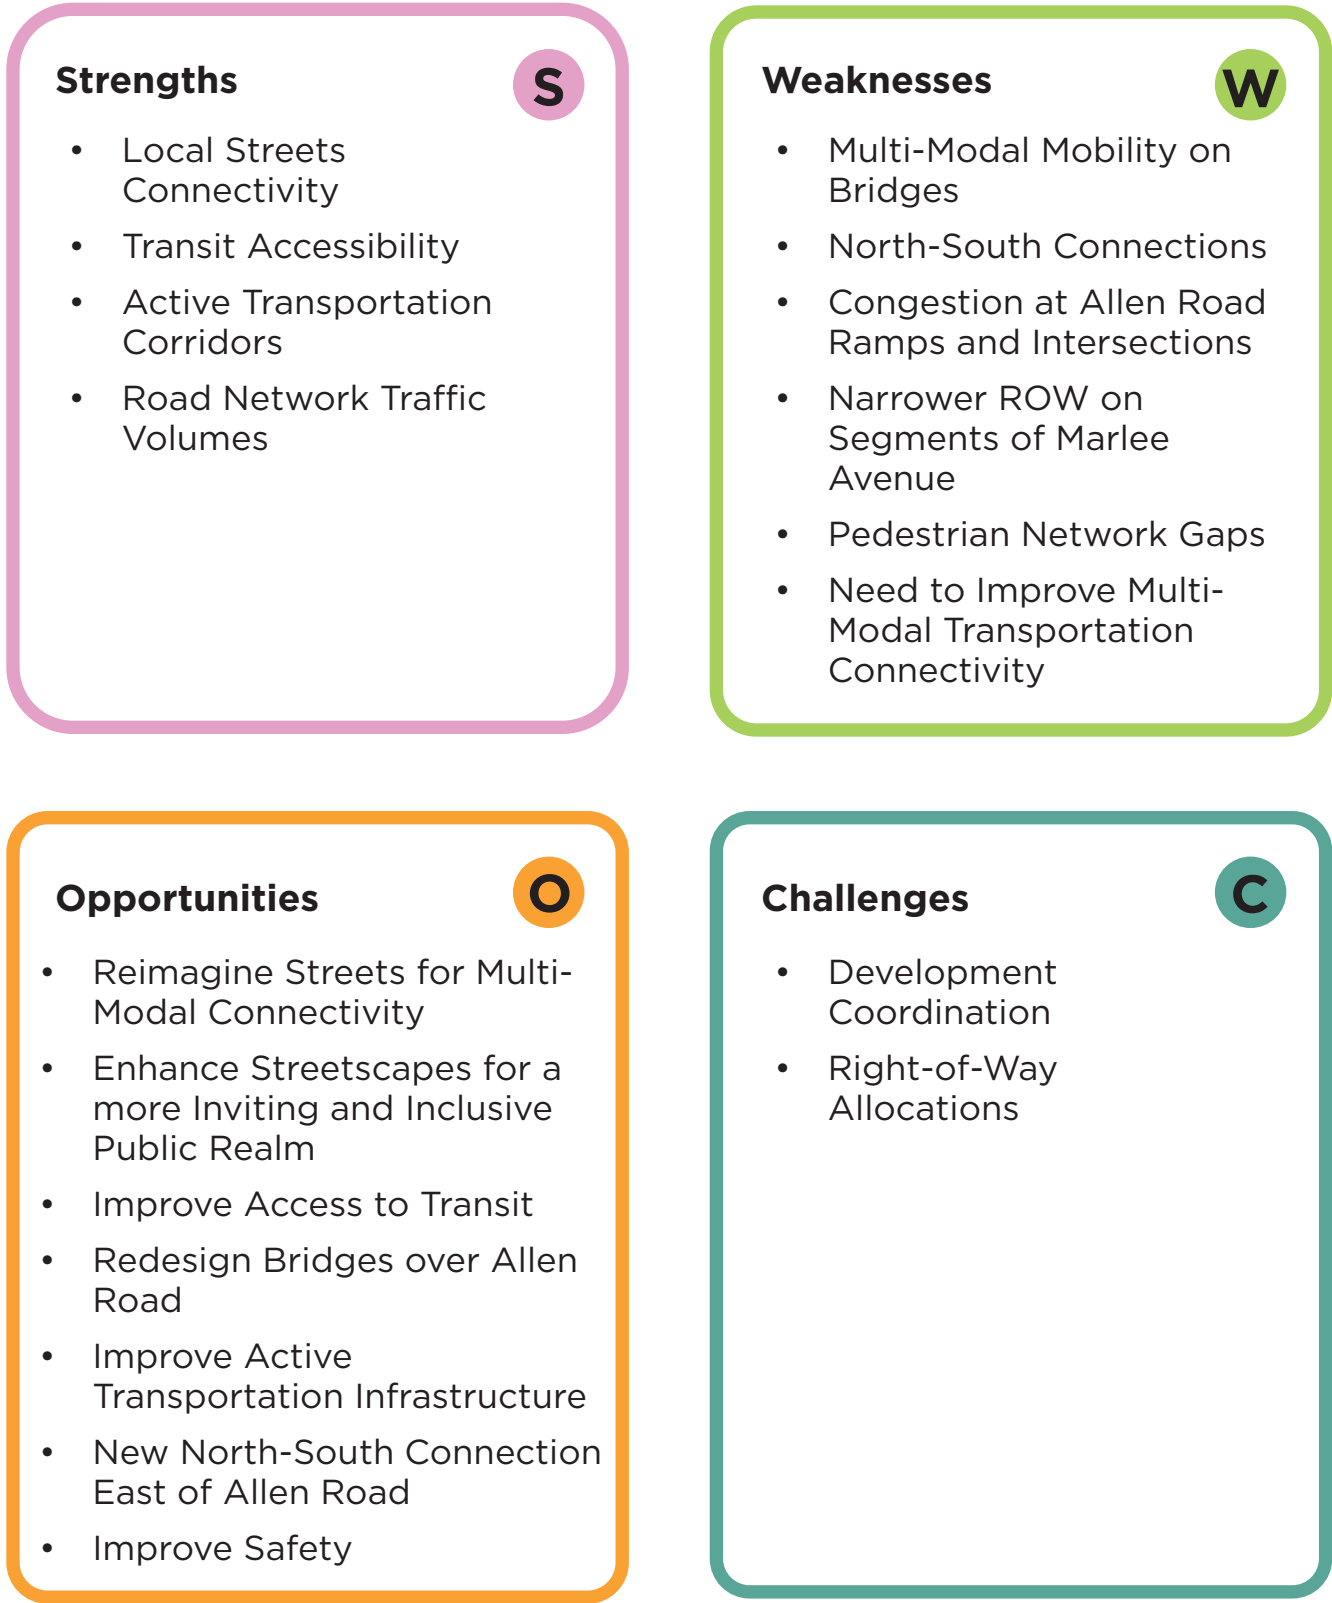 Strengths
S
• Local Streets
Connectivity
• Transit Accessibility
• Active Transportation
Corridors
• Road Network Traffic
Volumes
Weaknesses
W
• Multi-Modal Mobility on
Bridges
• North-South Connections
• Congestion at Allen Road
Ramps and Intersections
• Narrower ROW on
Segments of Marlee
Avenue
• Pedestrian Network Gaps
• Need to Improve Multi-
Modal Transportation
Connectivity
Opportunities
O
• Reimagine Streets for Multi-
Modal Connectivity
• Enhance Streetscapes for a
more Inviting and Inclusive
Public Realm
• Improve Access to Transit
• Redesign Bridges over Allen
Road
• Improve Active
Transportation Infrastructure
• New North-South Connection
East of Allen Road
• Improve Safety
Challenges
C
• Development
Coordination
• Right-of-Way
Allocations